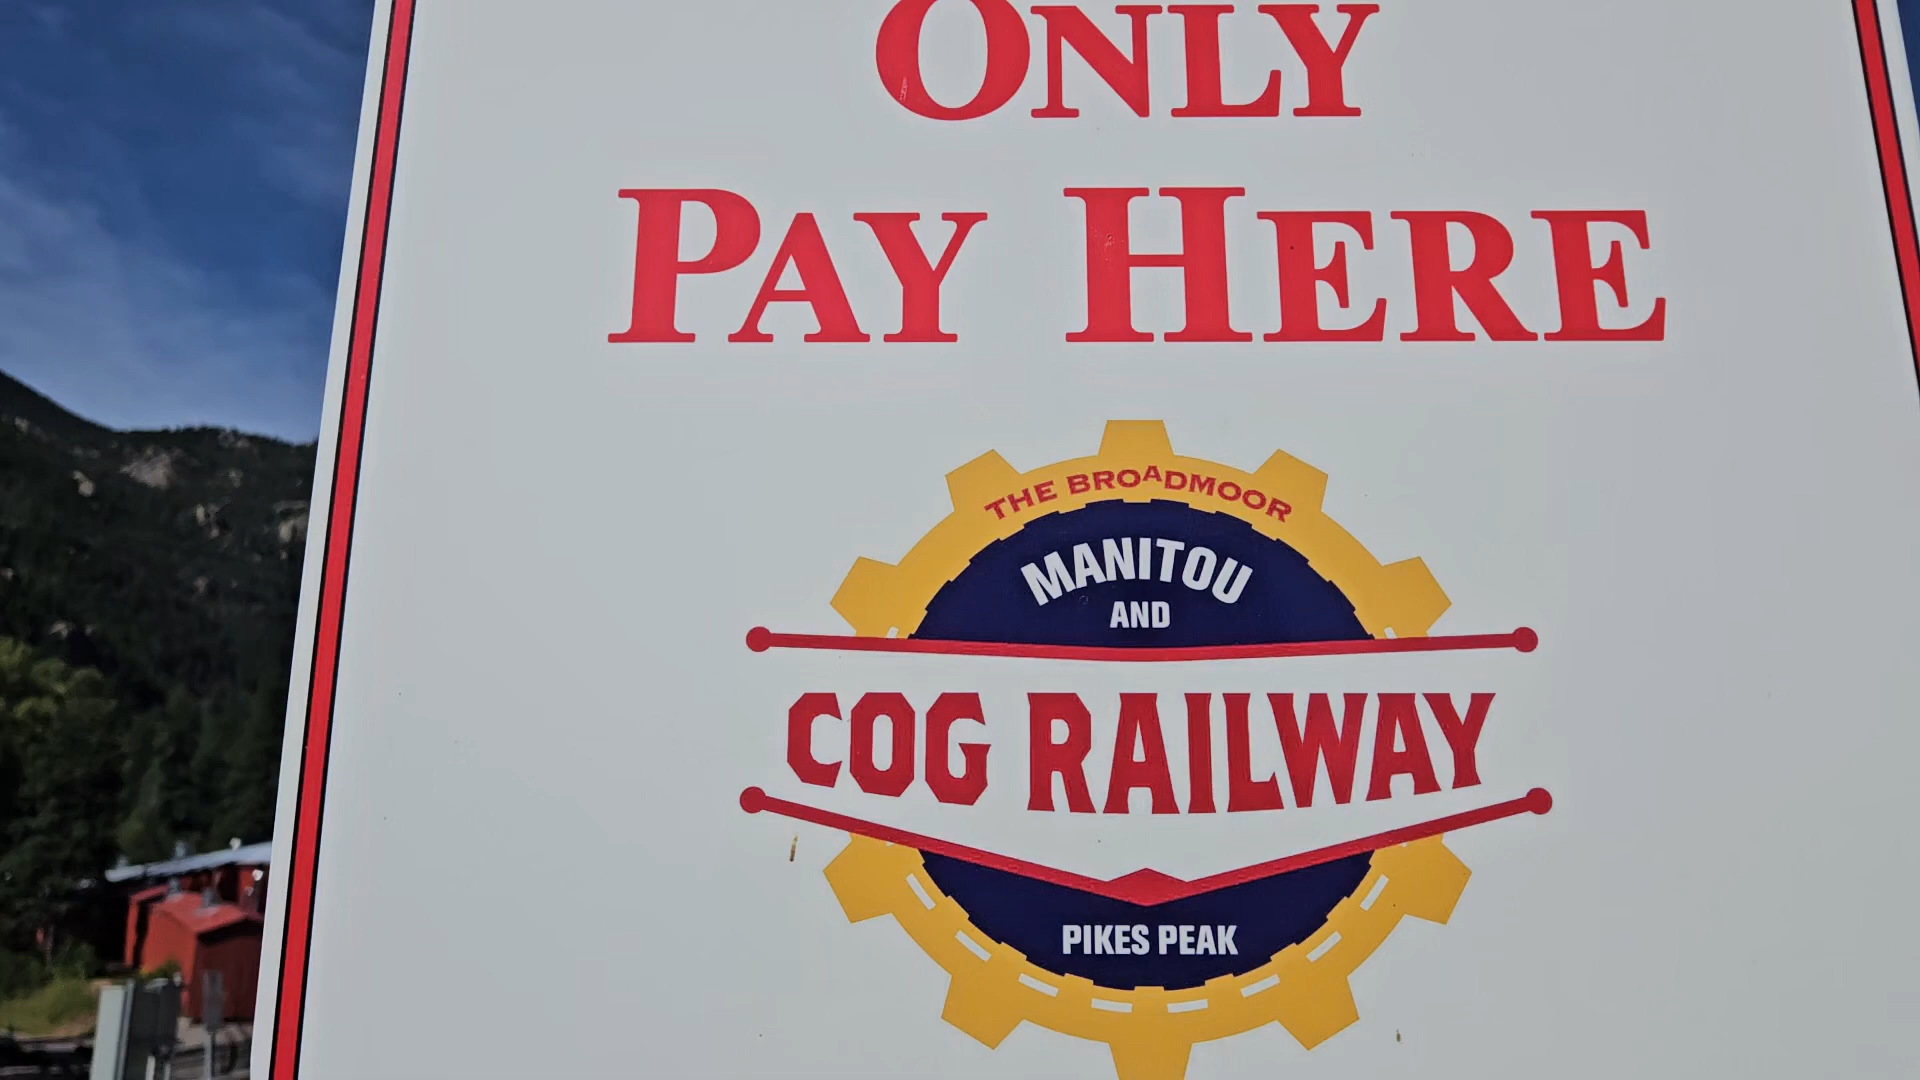 ONLY
PAY HERE
THE BROADMOOR
MANITOU
AND
COG RAILWAY
PIKES PEAK